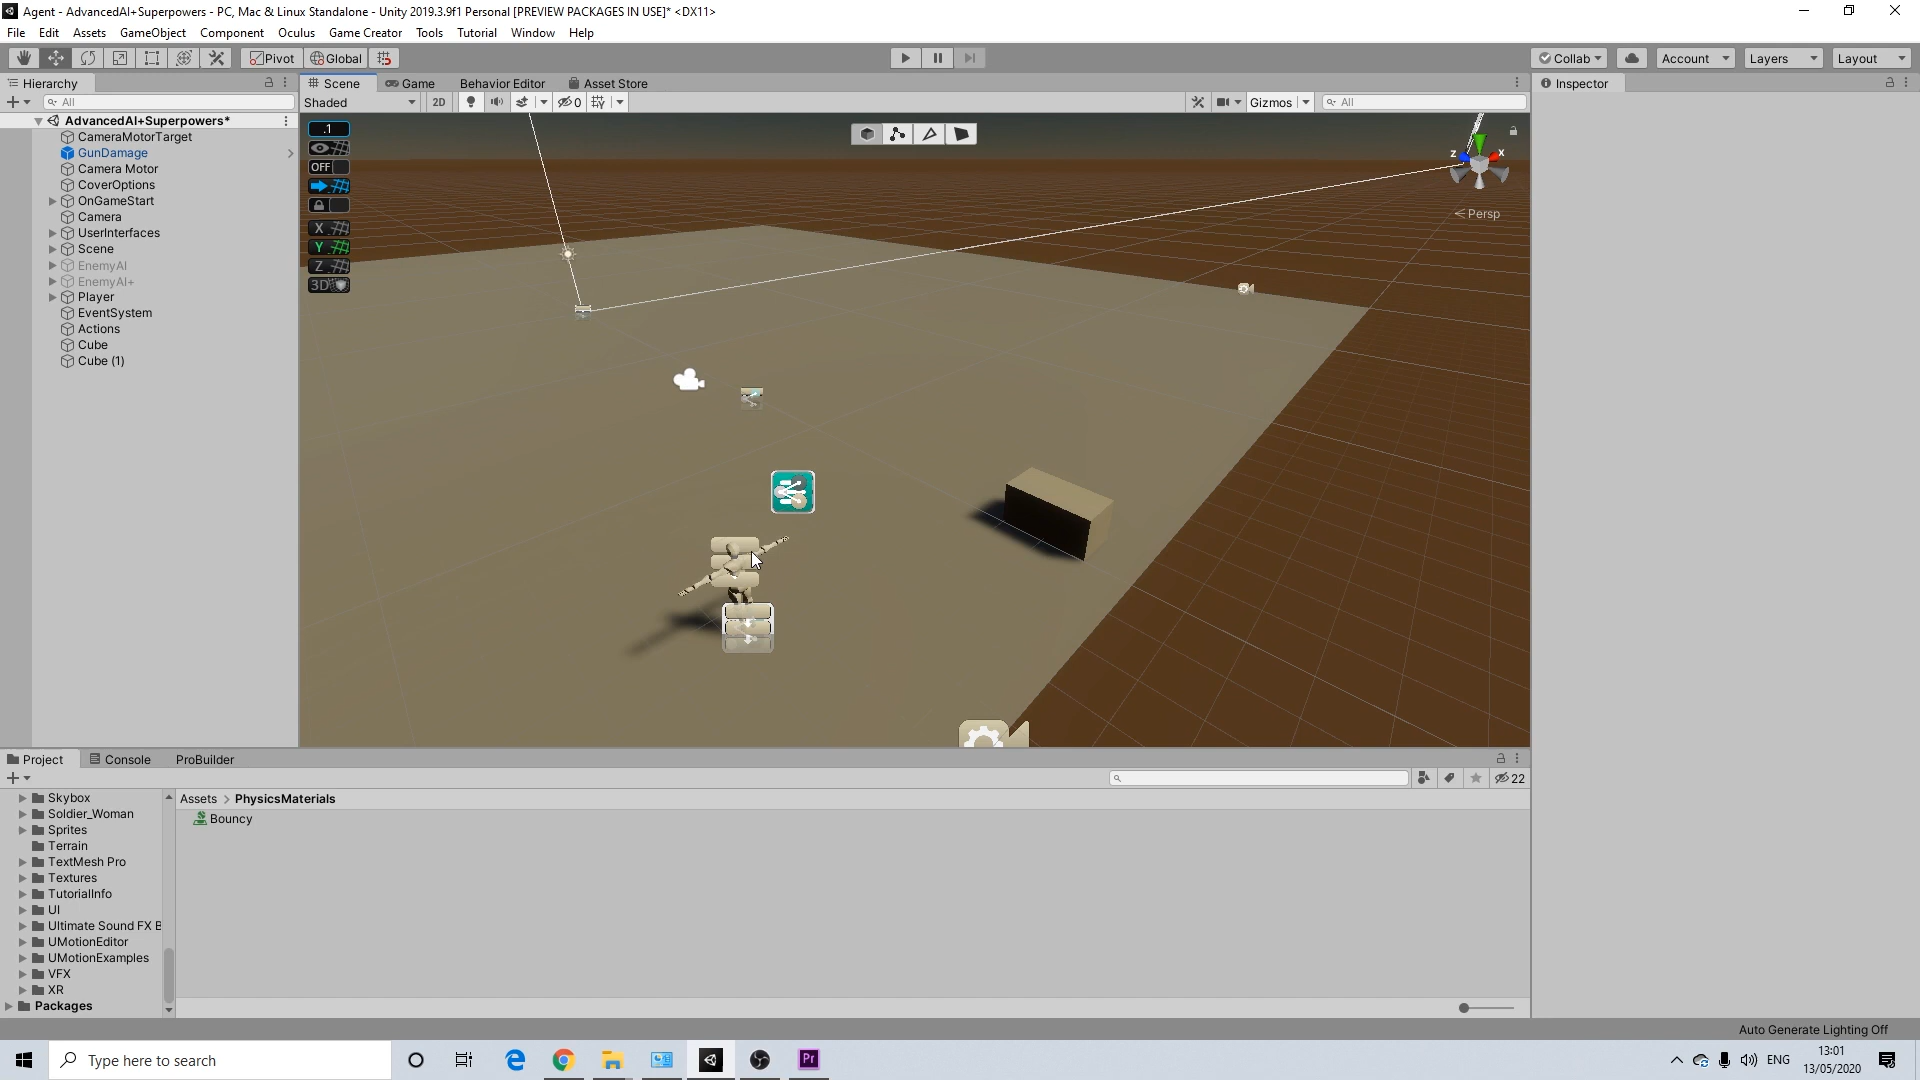 Agent - AdvancedAI+Superpowers - PC, Mac & Linux Standalone - Unity 2019.3.9f1 Personal [PREVIEW PACKAGES IN USE]* <DX11>
File Edit Assets GameObject Component Oculus Game Creator Tools Tutorial Window Help
Pivot Global Collab Account Layers Layout
Hierarchy Scene Game Behavior Editor Asset Store Inspector
All Shaded 2D 0 Gizmos All
AdvancedAI+Superpowers*
CameraMotorTarget
GunDamage
Camera Motor
CoverOptions
OnGameStart
Camera
UserInterfaces
Scene
EnemyAI
EnemyAI+
Player
EventSystem
Actions
Cube
Cube (1)
.1
OFF
X
Y
Z
3D
z x
Persp
Project Console ProBuilder
22
Skybox
Soldier_Woman
Sprites
Terrain
TextMesh Pro
Textures
TutorialInfo
UI
Ultimate Sound FX B
UMotionEditor
UMotionExamples
VFX
XR
Packages
Assets > PhysicsMaterials
Bouncy
Auto Generate Lighting Off
Type here to search
Pr
ENG
13:01
13/05/2020